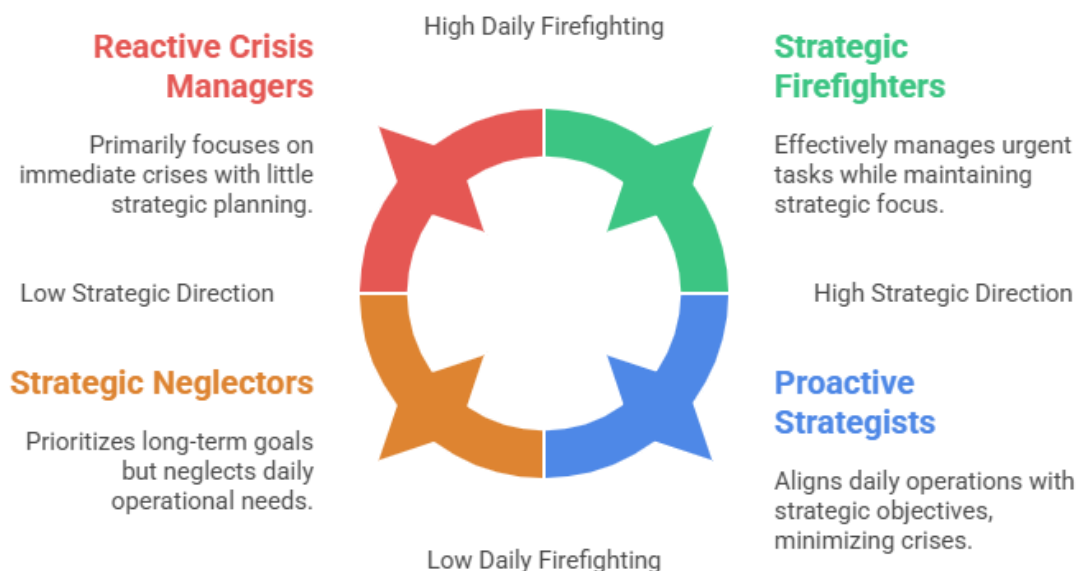 High Daily Firefighting
Reactive Crisis
Managers
Primarily focuses on
immediate crises with little
strategic planning.
Strategic
Firefighters
Effectively manages urgent
tasks while maintaining
strategic focus.
Low Strategic Direction
High Strategic Direction
Strategic Neglectors
Prioritizes long-term goals
but neglects daily
operational needs.
Proactive
Strategists
Aligns daily operations with
strategic objectives,
minimizing crises.
Low Daily Firefighting